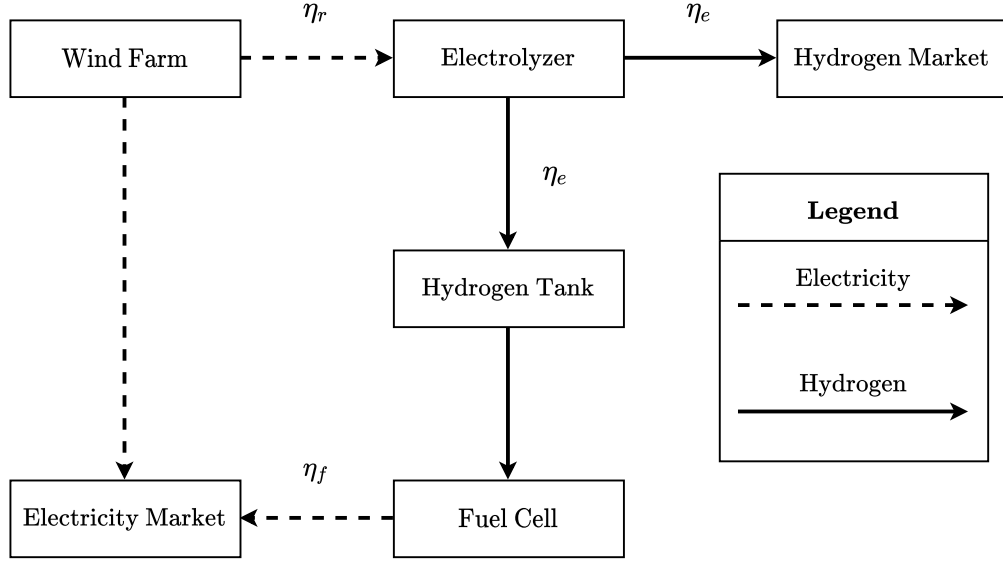 η_r
η_e
Wind Farm
Electrolyzer
Hydrogen Market
η_e
Legend
Electricity
Hydrogen Tank
Hydrogen
η_f
Electricity Market
Fuel Cell